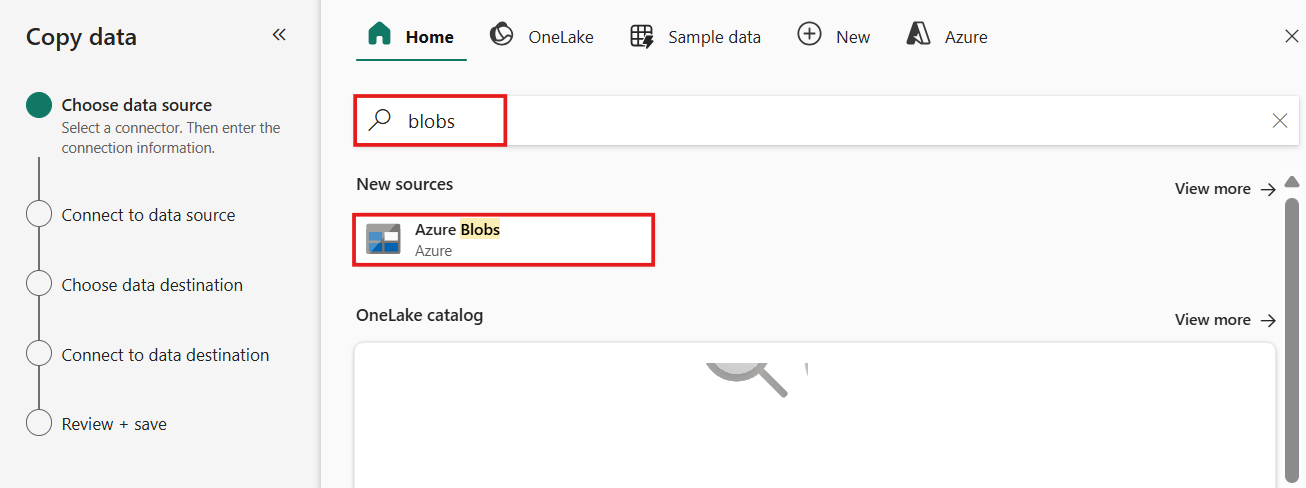 Copy data
Choose data source
Select a connector. Then enter the
connection information.
Connect to data source
Choose data destination
Connect to data destination
Review + save
Home
OneLake
Sample data
New
Azure
blobs
New sources
View more
Azure Blobs
Azure
OneLake catalog
View more